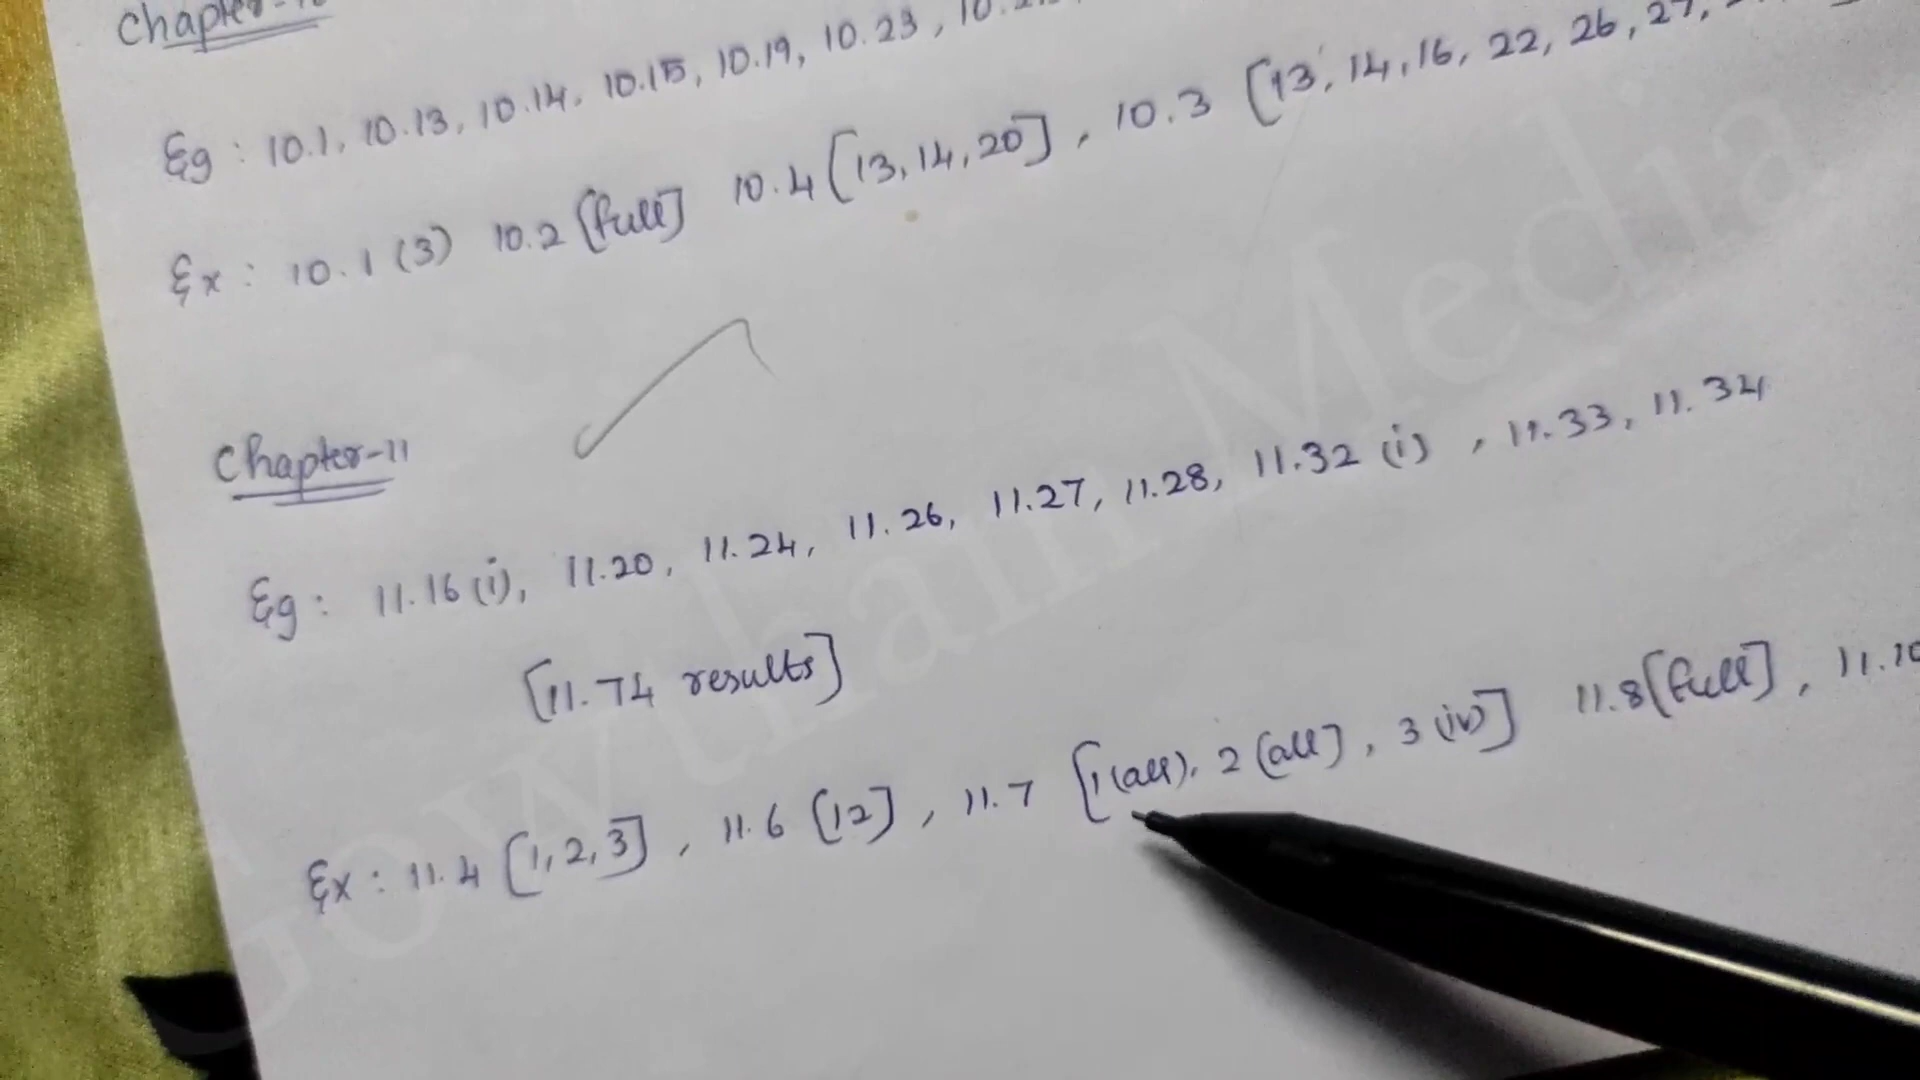 Chapter-
Eg : 10.1, 10.13, 10.14, 10.15, 10.19, 10.23,
Ex : 10.1 (3) 10.2 [full] 10.4 [13, 14, 20], 10.3 [13, 14, 16, 22, 26, 27,
Chapter-11
Eg : 11.16 (i), 11.20, 11.24, 11.26, 11.27, 11.28, 11.32 (i), 11.33, 11.34
[11.74 results]
Ex : 11.4 [1, 2, 3], 11.6 [12], 11.7 [1(all), 2 (all], 3 (iv)] 11.8 [full], 11.10
Gowtham Media